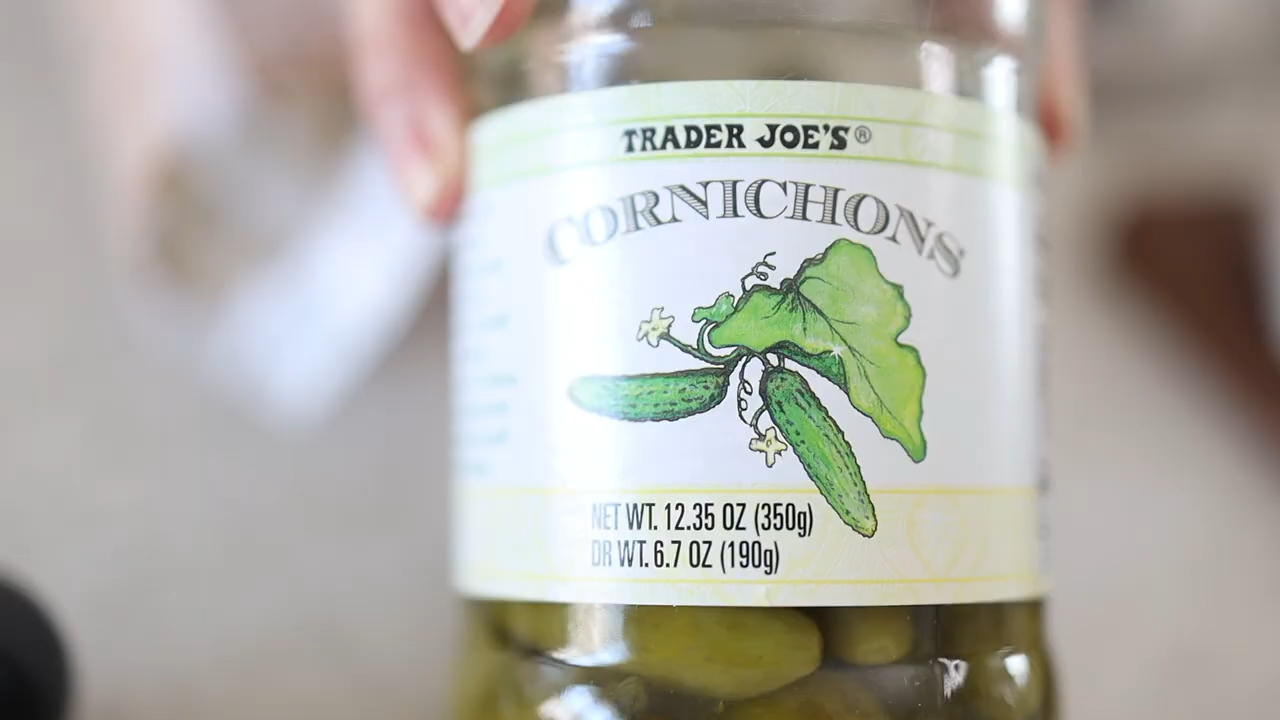 TRADER JOE'S®
CORNICHONS
NET WT. 12.35 OZ (350g)
DR WT. 6.7 OZ (190g)